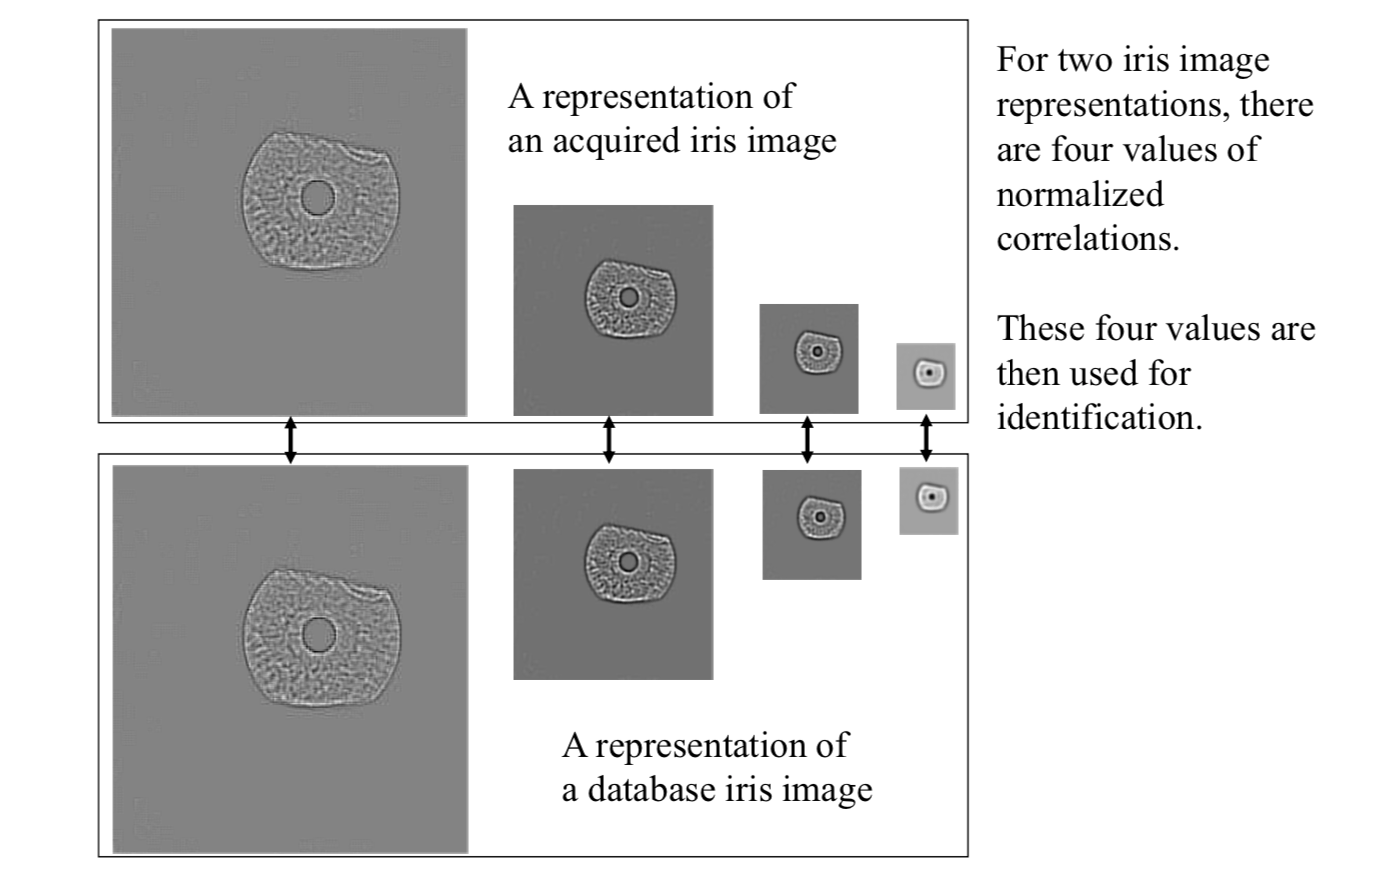 A representation of
an acquired iris image
For two iris image
representations, there
are four values of
normalized
correlations.
These four values are
then used for
identification.
A representation of
a database iris image